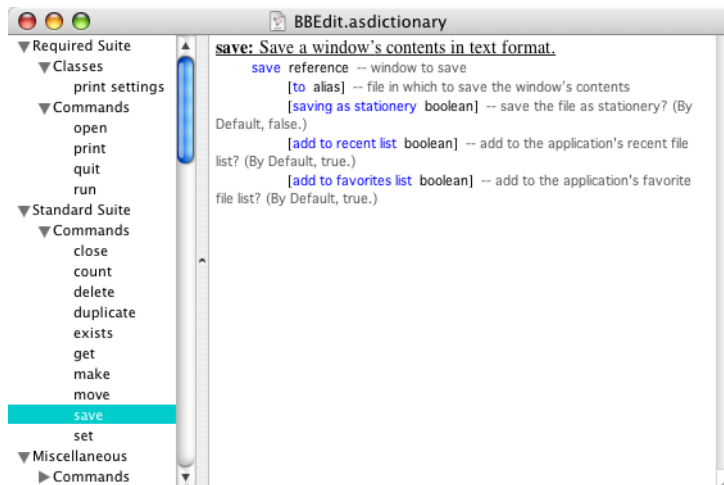 BBEdit.asdictionary
Required Suite
Classes
print settings
Commands
open
print
quit
run
Standard Suite
Commands
close
count
delete
duplicate
exists
get
make
move
save
set
Miscellaneous
Commands
save: Save a window's contents in text format.
save reference -- window to save
[to alias] -- file in which to save the window's contents
[saving as stationery boolean] -- save the file as stationery? (By
Default, false.)
[add to recent list boolean] -- add to the application's recent file
list? (By Default, true.)
[add to favorites list boolean] -- add to the application's favorite
file list? (By Default, true.)